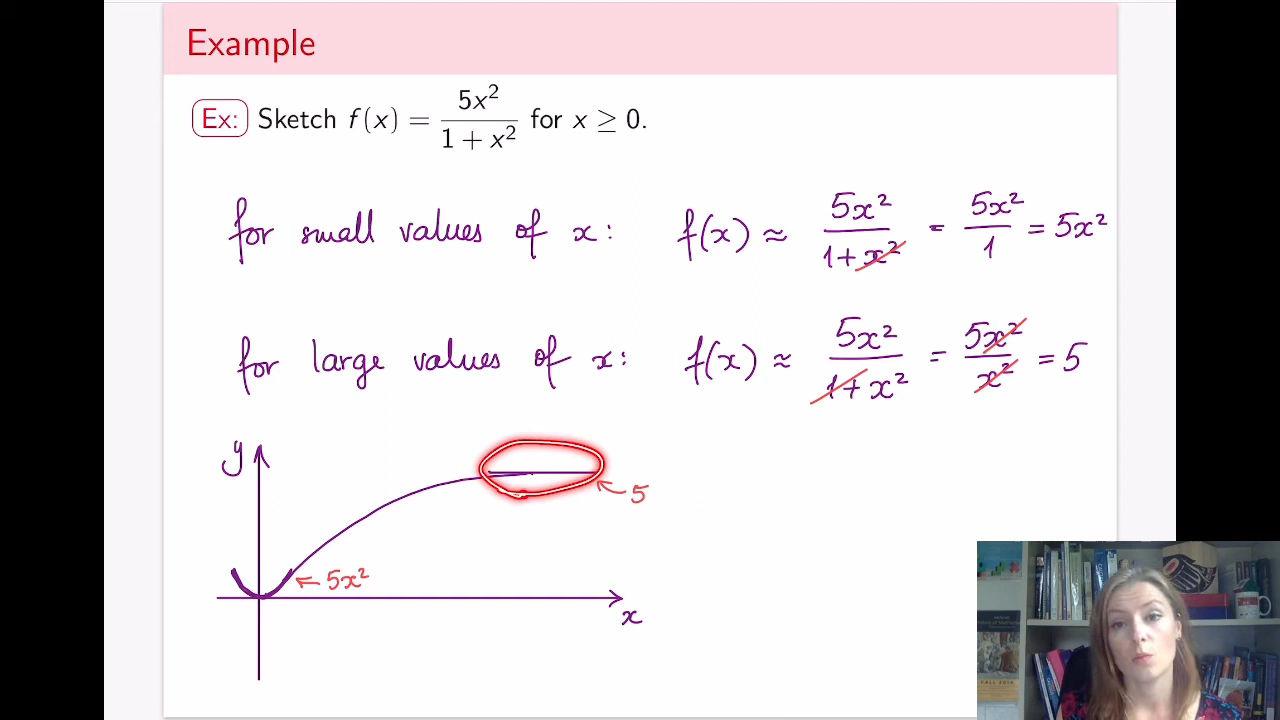 Example
Ex: Sketch f(x) = 5x²/(1 + x²) for x ≥ 0.
for small values of x: f(x) ≈ 5x²/(1+x²) = 5x²/1 = 5x²
for large values of x: f(x) ≈ 5x²/(1+x²) = 5x²/x² = 5
y
5
5x²
x